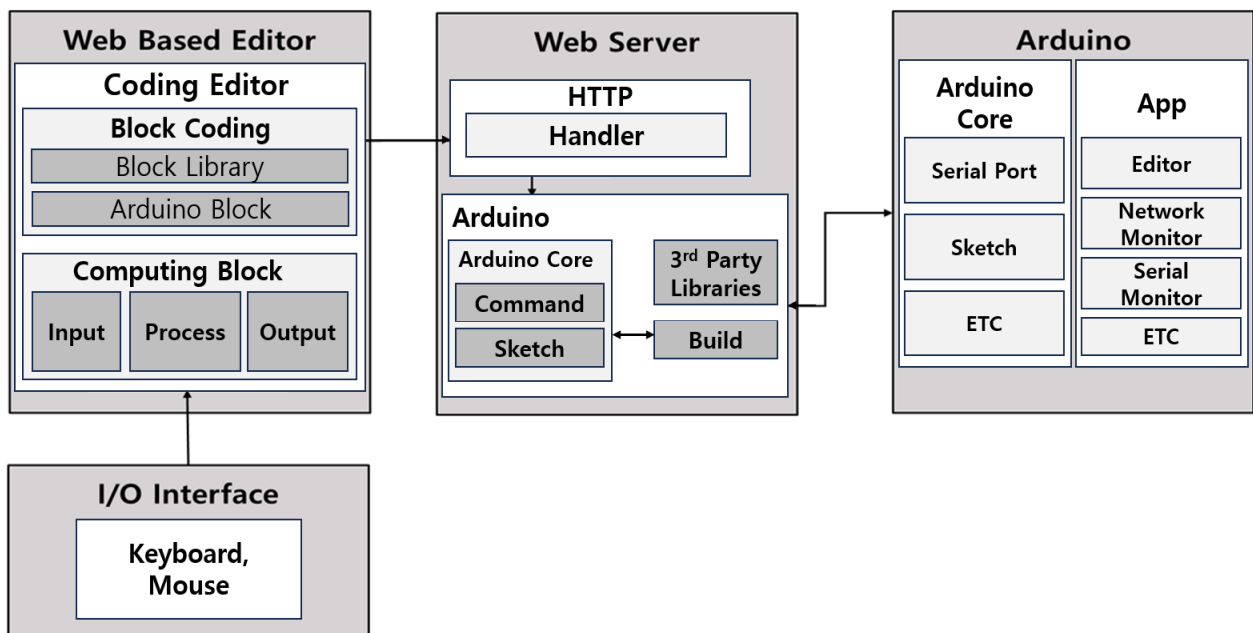 Web Based Editor
Coding Editor
Block Coding
Block Library
Arduino Block
Computing Block
Input
Process
Output
I/O Interface
Keyboard,
Mouse
Web Server
HTTP
Handler
Arduino
Arduino Core
Command
Sketch
3rd Party
Libraries
Build
Arduino
Arduino
Core
Serial Port
Sketch
ETC
App
Editor
Network
Monitor
Serial
Monitor
ETC